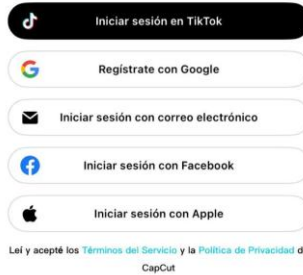 Iniciar sesión en TikTok
Regístrate con Google
Iniciar sesión con correo electrónico
Iniciar sesión con Facebook
Iniciar sesión con Apple
Leí y acepté los Términos del Servicio y la Política de Privacidad d
CapCut